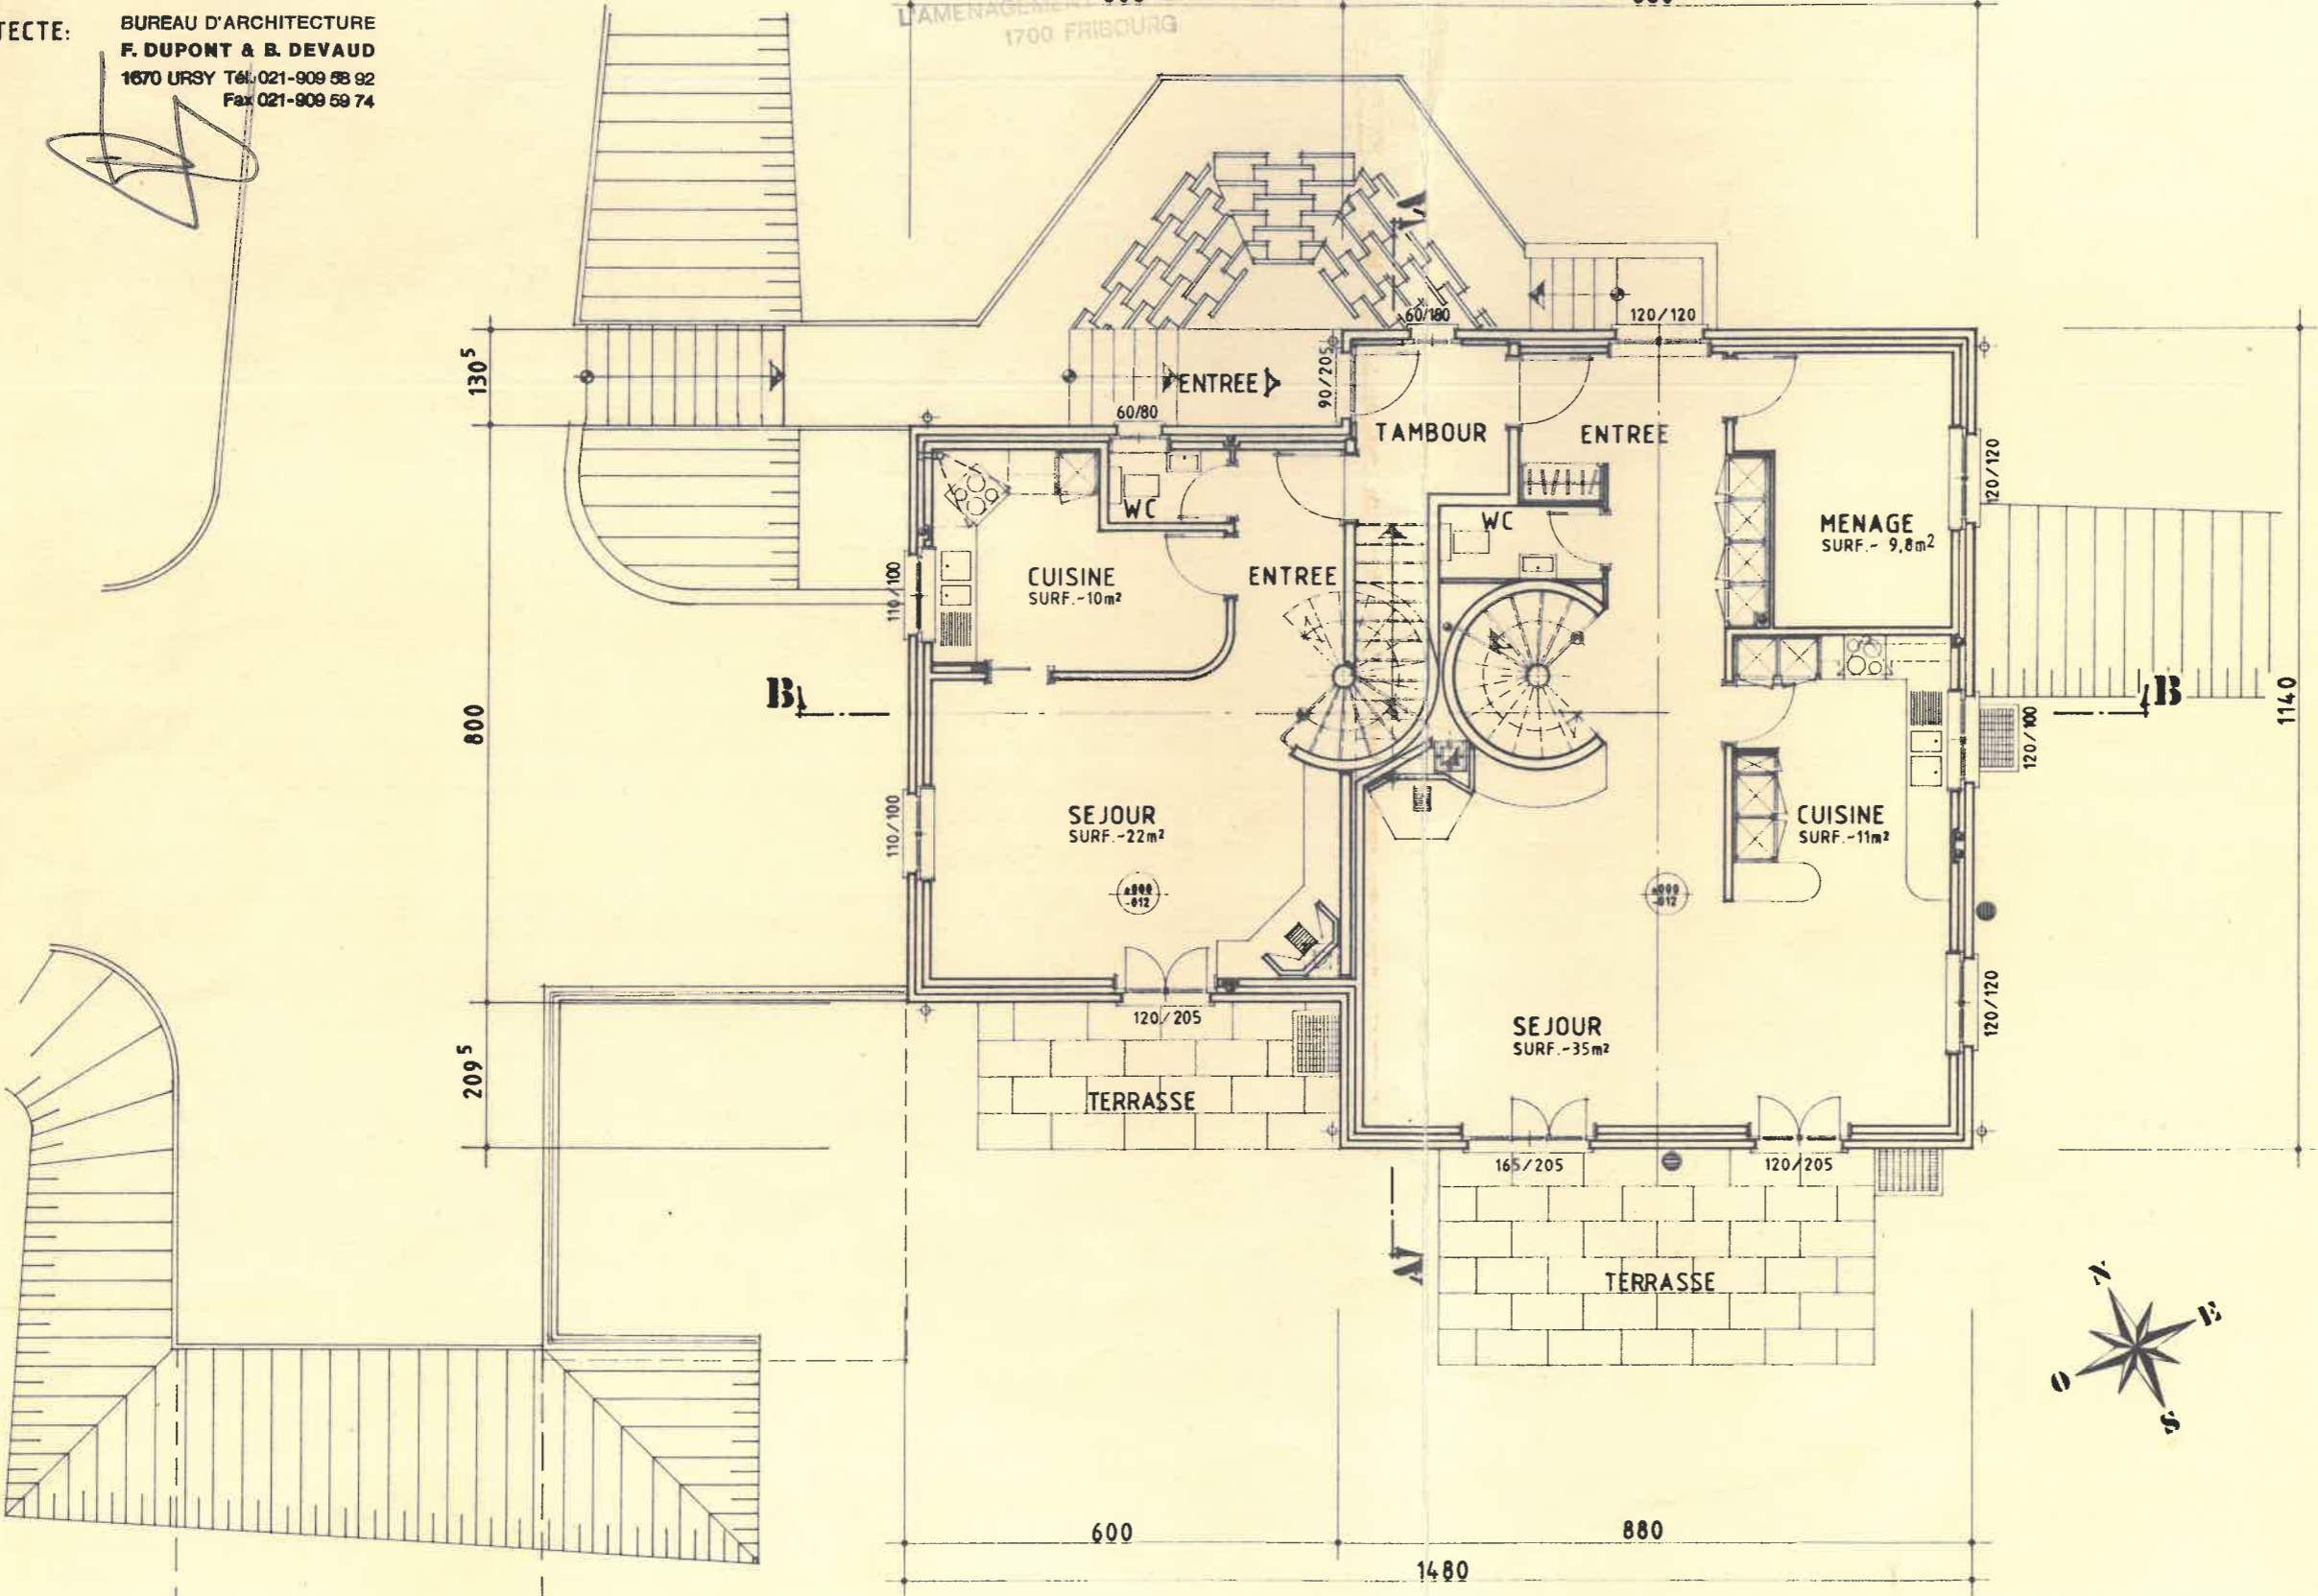 TECTE:
BUREAU D'ARCHITECTURE
F. DUPONT & B. DEVAUD
1670 URSY Tél. 021-909 58 92
Fax 021-909 59 74
L'AMENAGEMENT
1700 FRIBOURG
60/180
120/120
130⁵
ENTREE
90/205
60/80
TAMBOUR
ENTREE
120/120
WC
WC
MENAGE
SURF.~ 9,8m²
CUISINE
SURF.~10m²
ENTREE
110/100
B
B
800
1140
120/100
SEJOUR
SURF.~22m²
110/100
CUISINE
SURF.~11m²
120/205
SEJOUR
SURF.~35m²
120/120
209⁵
TERRASSE
165/205
120/205
A
TERRASSE
N
E
O
S
600
880
1480